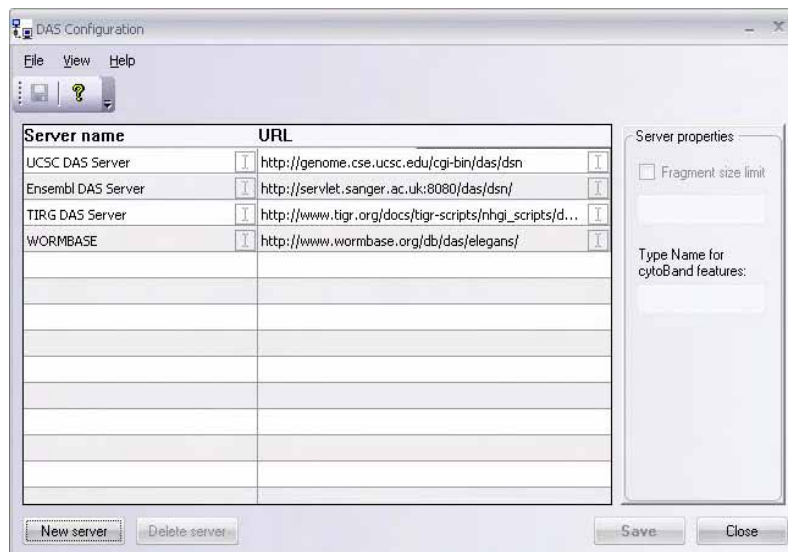 DAS Configuration
File View Help
Server name URL
UCSC DAS Server http://genome.cse.ucsc.edu/cgi-bin/das/dsn
Ensembl DAS Server http://servlet.sanger.ac.uk:8080/das/dsn/
TIRG DAS Server http://www.tigr.org/docs/tigr-scripts/nhgi_scripts/d...
WORMBASE http://www.wormbase.org/db/das/elegans/
Server properties
Fragment size limit
Type Name for
cytoBand features:
New server Delete server Save Close